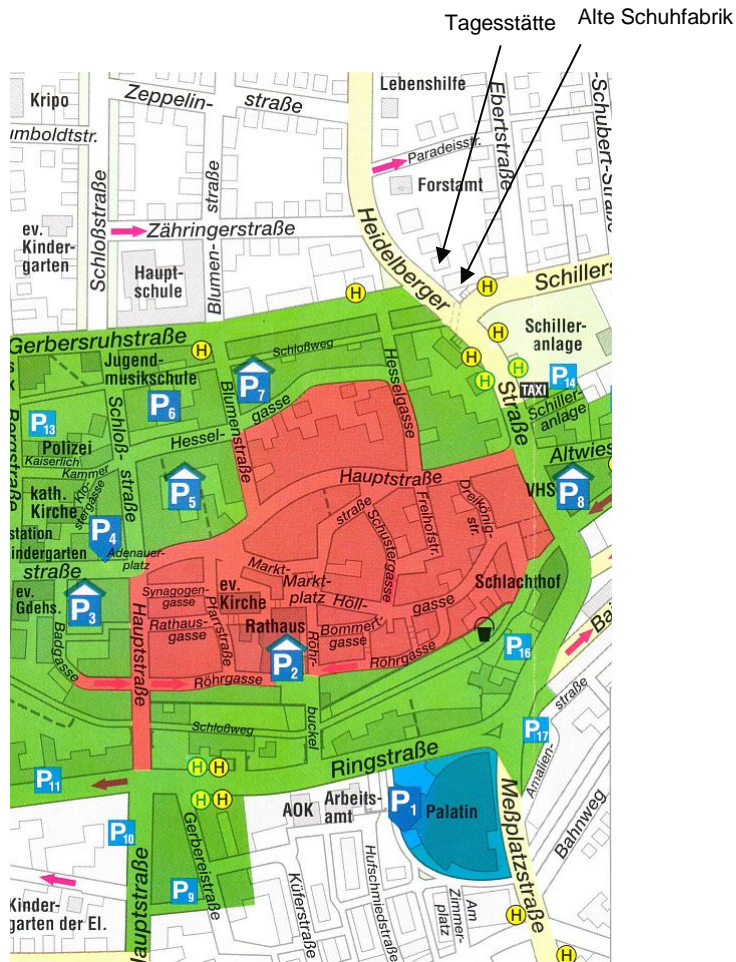 Tagesstätte
Alte Schuhfabrik
Kripo
Zeppelin-
straße
Lebenshilfe
Ebertstraße
-Schubert-Straße
umboldtstr.
Paradeisstr.
Forstamt
Blumen-
straße
Schloßstraße
Zähringerstraße
ev.
Kinder-
garten
Haupt-
schule
Heidelberger
Straße
H
H
Schillers
H
Schiller-
anlage
Gerbersruhstraße
H
Jugend-
musikschule
Schloßweg
H
H
H
TAXI
P14
Schiller-
anlage
P7
P6
P13
Schloß-
straße
Blumenstraße
Hessel-
gasse
Hesselgasse
Bergstraße
Polizei
Kaiserlich
Kammer
Klo-
stergasse
kath.
Kirche
P5
Hauptstraße
straße
Altwies
VHS
P8
P4
Adenauer-
platz
station
indergarten
straße
Schustergasse
Freihofstr.
Dreikönig-
str.
ev.
Gdehs.
P3
Badgasse
Hauptstraße
Synagogen-
gasse
Rathaus-
gasse
Pfarrstraße
ev.
Kirche
Markt-
Markt-
platz
Höll-
gasse
Schlachthof
Rathaus
P2
Röhr-
buckel
Bommert-
gasse
Röhrgasse
Röhrgasse
P16
Bai
straße
Amalien-
P17
Schloßweg
Ringstraße
H
H
H
H
P11
AOK
Arbeits-
amt
P1
Palatin
Meßplatzstraße
Bahnweg
P10
P9
Gerbereistraße
Hauptstraße
Kinder-
garten der El.
Küferstraße
Hufschmiedstraße
Am
Zimmer-
platz
H
H